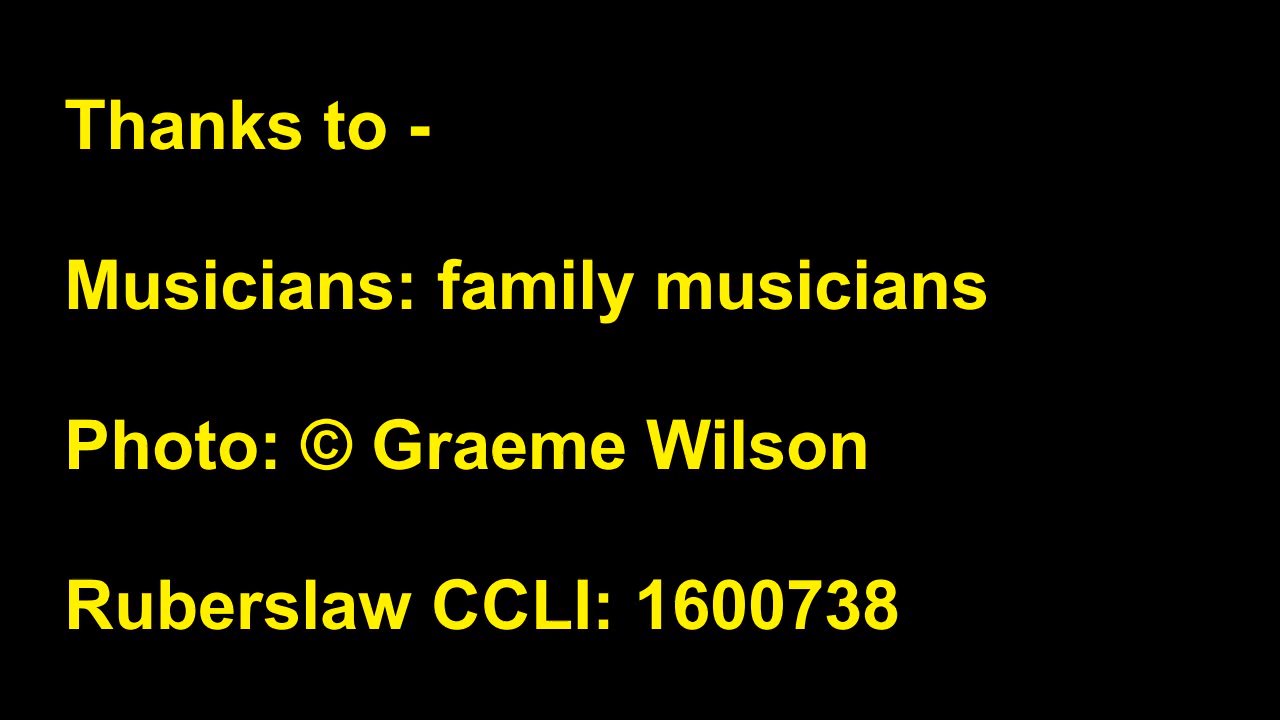 Thanks to -
Musicians: family musicians
Photo: © Graeme Wilson
Ruberslaw CCLI: 1600738